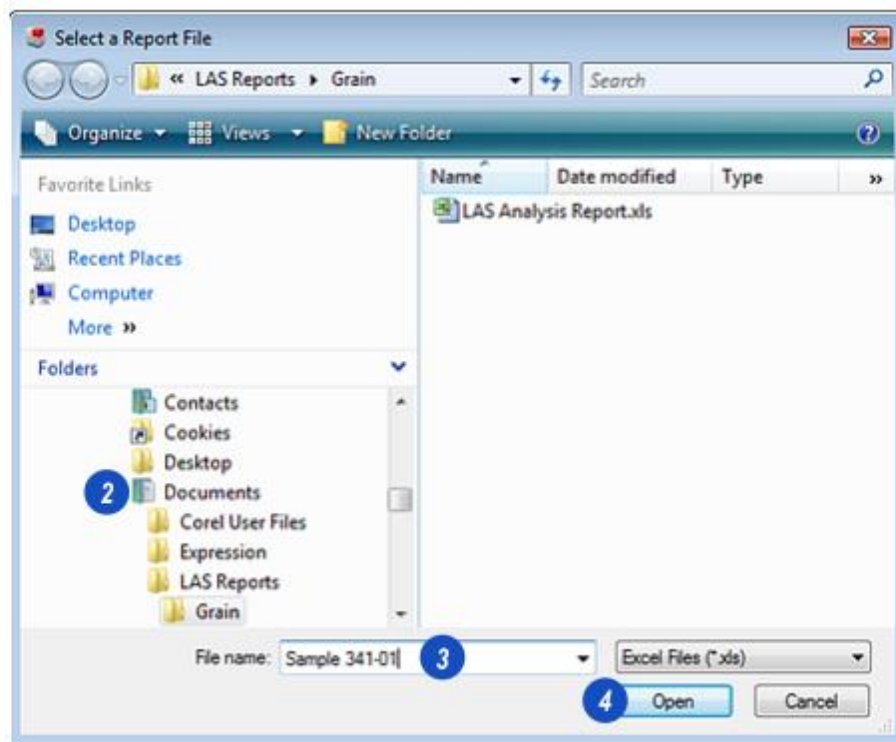 Select a Report File
« LAS Reports ▸ Grain
Search
Organize Views New Folder
Favorite Links
Desktop
Recent Places
Computer
More »
Folders
Contacts
Cookies
Desktop
2 Documents
Corel User Files
Expression
LAS Reports
Grain
Name Date modified Type »
LAS Analysis Report.xls
File name: Sample 341-01 3 Excel Files (*.xls)
4 Open Cancel